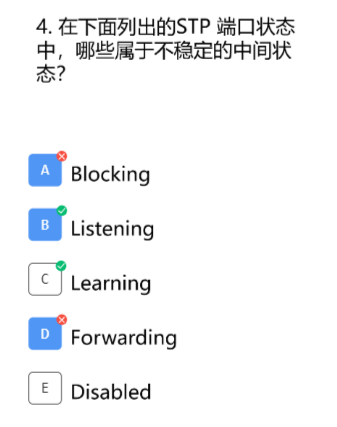 4. 在下面列出的STP 端口状态
中，哪些属于不稳定的中间状
态?
A Blocking
B Listening
C Learning
D Forwarding
E Disabled